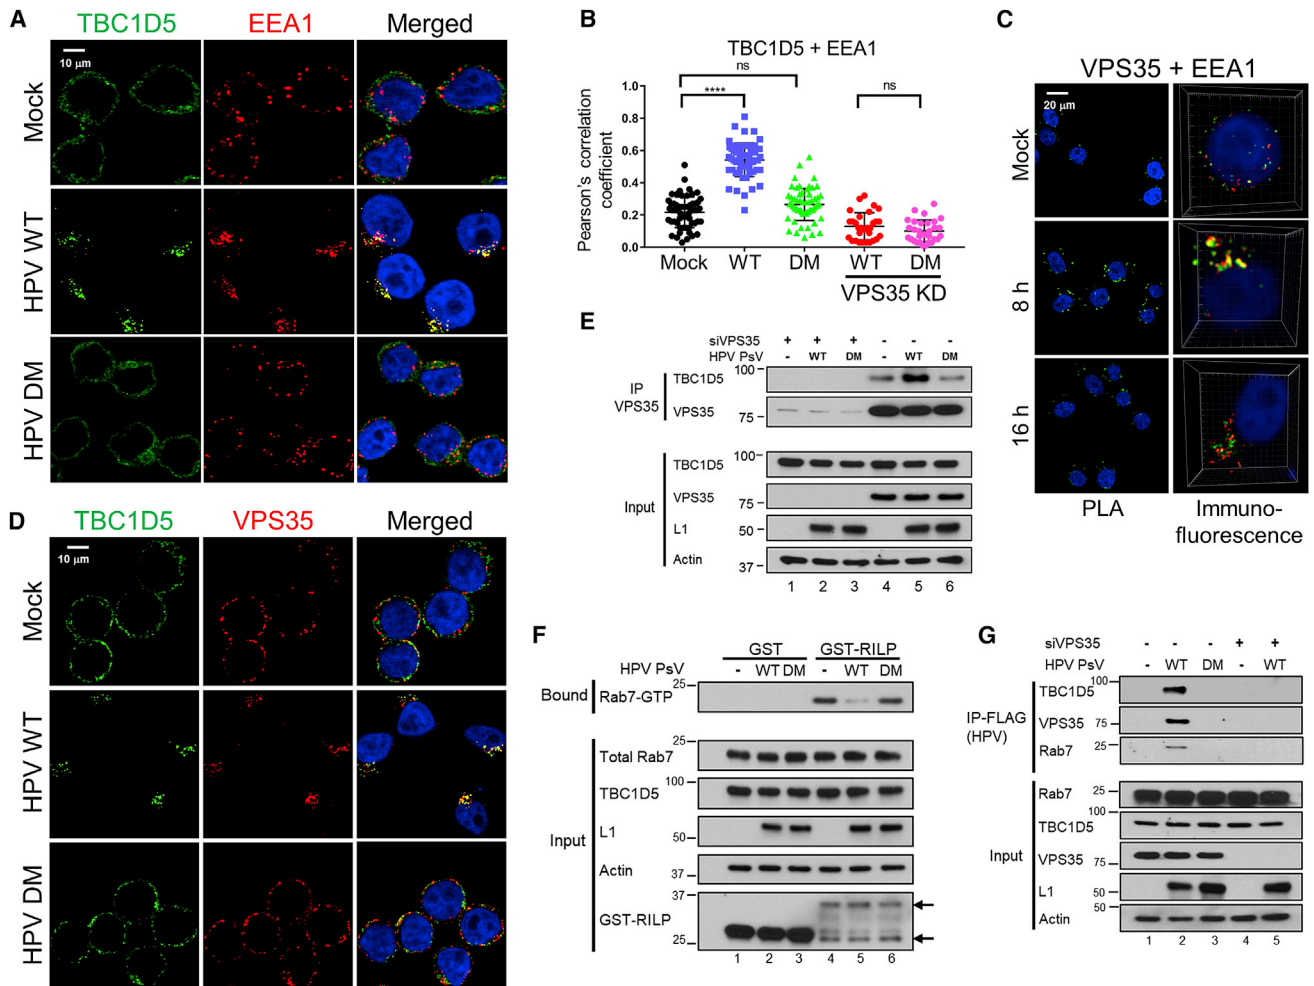 A
TBC1D5 EEA1 Merged
10 μm
Mock
HPV WT
HPV DM
B
TBC1D5 + EEA1
ns
**** ns
Pearson's correlation
coefficient
1.0
0.8
0.6
0.4
0.2
0.0
Mock WT DM WT DM
VPS35 KD
C
VPS35 + EEA1
20 μm
Mock
8 h
16 h
PLA Immuno-
fluorescence
D
TBC1D5 VPS35 Merged
10 μm
Mock
HPV WT
HPV DM
E
siVPS35 + + + - - -
HPV PsV - WT DM - WT DM
IP
VPS35
TBC1D5 100
VPS35 75
Input
TBC1D5 100
VPS35 75
L1 50
Actin 37
1 2 3 4 5 6
F
GST GST-RILP
HPV PsV - WT DM - WT DM
Bound Rab7-GTP 25
Input
Total Rab7 25
TBC1D5 100
L1 50
Actin 37
GST-RILP 37
25
1 2 3 4 5 6
G
siVPS35 - - - + +
HPV PsV - WT DM - WT
IP-FLAG
(HPV)
TBC1D5 100
VPS35 75
Rab7 25
Input
Rab7 25
TBC1D5 100
VPS35 75
L1 50
Actin 50
1 2 3 4 5